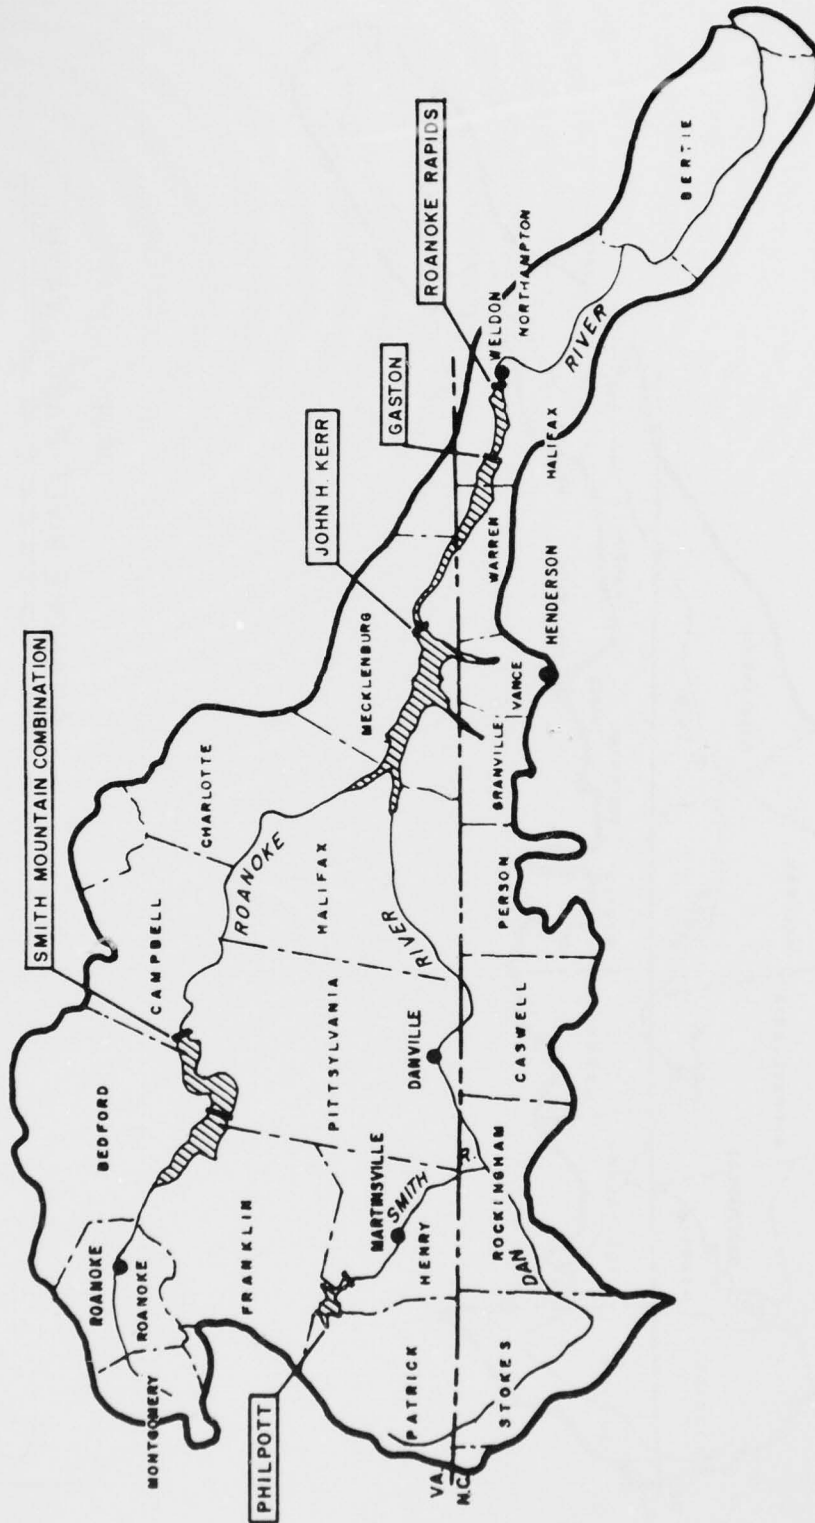 SMITH MOUNTAIN COMBINATION
JOHN H. KERR
GASTON
ROANOKE RAPIDS
PHILPOTT
MONTGOMERY
ROANOKE
ROANOKE
BEDFORD
CAMPBELL
CHARLOTTE
FRANKLIN
PITTSYLVANIA
HALIFAX
MECKLENBURG
ROANOKE
RIVER
PATRICK
HENRY
MARTINSVILLE
SMITH
R.
DANVILLE
DAN
RIVER
VA.
N.C.
STOKES
ROCKINGHAM
CASWELL
PERSON
GRANVILLE
VANCE
HENDERSON
WARREN
HALIFAX
WELDON
NORTHAMPTON
BERTIE